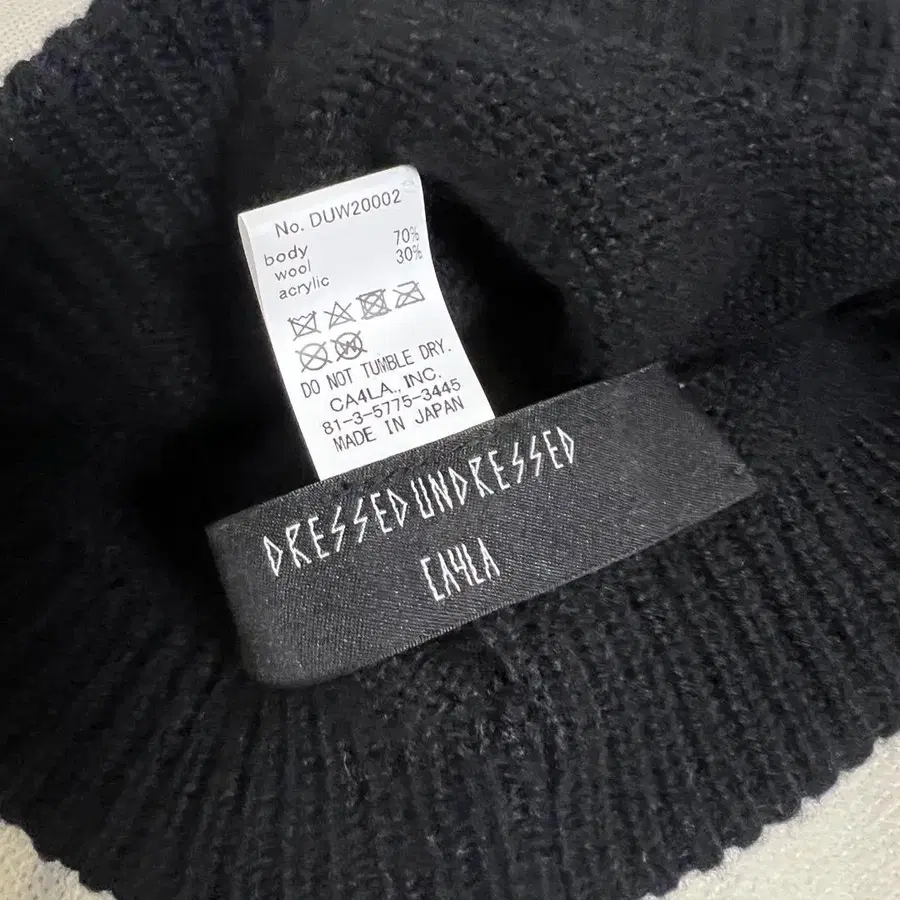 No. DUW20002
body
wool 70%
acrylic 30%
DO NOT TUMBLE DRY.
CA4LA., INC.
81-3-5775-3445
MADE IN JAPAN
DRESSEDUNDRESSED
CA4LA